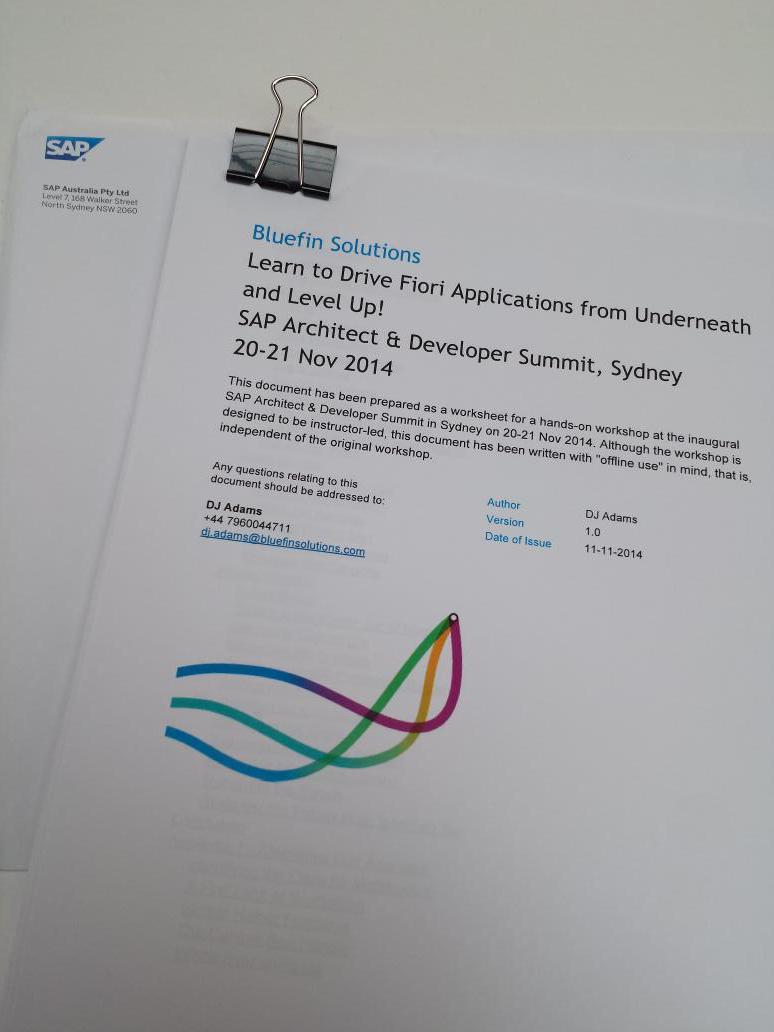 SAP
SAP Australia Pty Ltd
Level 7, 168 Walker Street
North Sydney NSW 2060
Bluefin Solutions
Learn to Drive Fiori Applications from Underneath
and Level Up!
SAP Architect & Developer Summit, Sydney
20-21 Nov 2014
This document has been prepared as a worksheet for a hands-on workshop at the inaugural
SAP Architect & Developer Summit in Sydney on 20-21 Nov 2014. Although the workshop is
designed to be instructor-led, this document has been written with "offline use" in mind, that is,
independent of the original workshop.
Any questions relating to this
document should be addressed to:
DJ Adams
+44 7960044711
dj.adams@bluefinsolutions.com
Author DJ Adams
Version 1.0
Date of Issue 11-11-2014